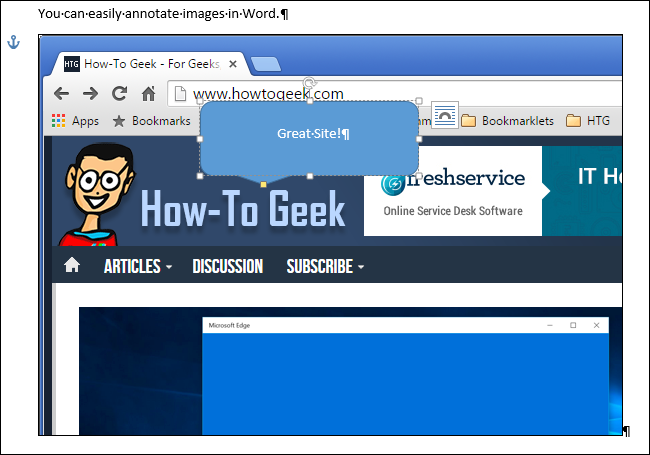 You can easily annotate images in Word.¶
HTG How-To Geek - For Geeks
www.howtogeek.com
Apps Bookmarks Bookmarklets HTG
Great Site!¶
freshservice
Online Service Desk Software
How-To Geek
ARTICLES DISCUSSION SUBSCRIBE
Microsoft Edge
¶